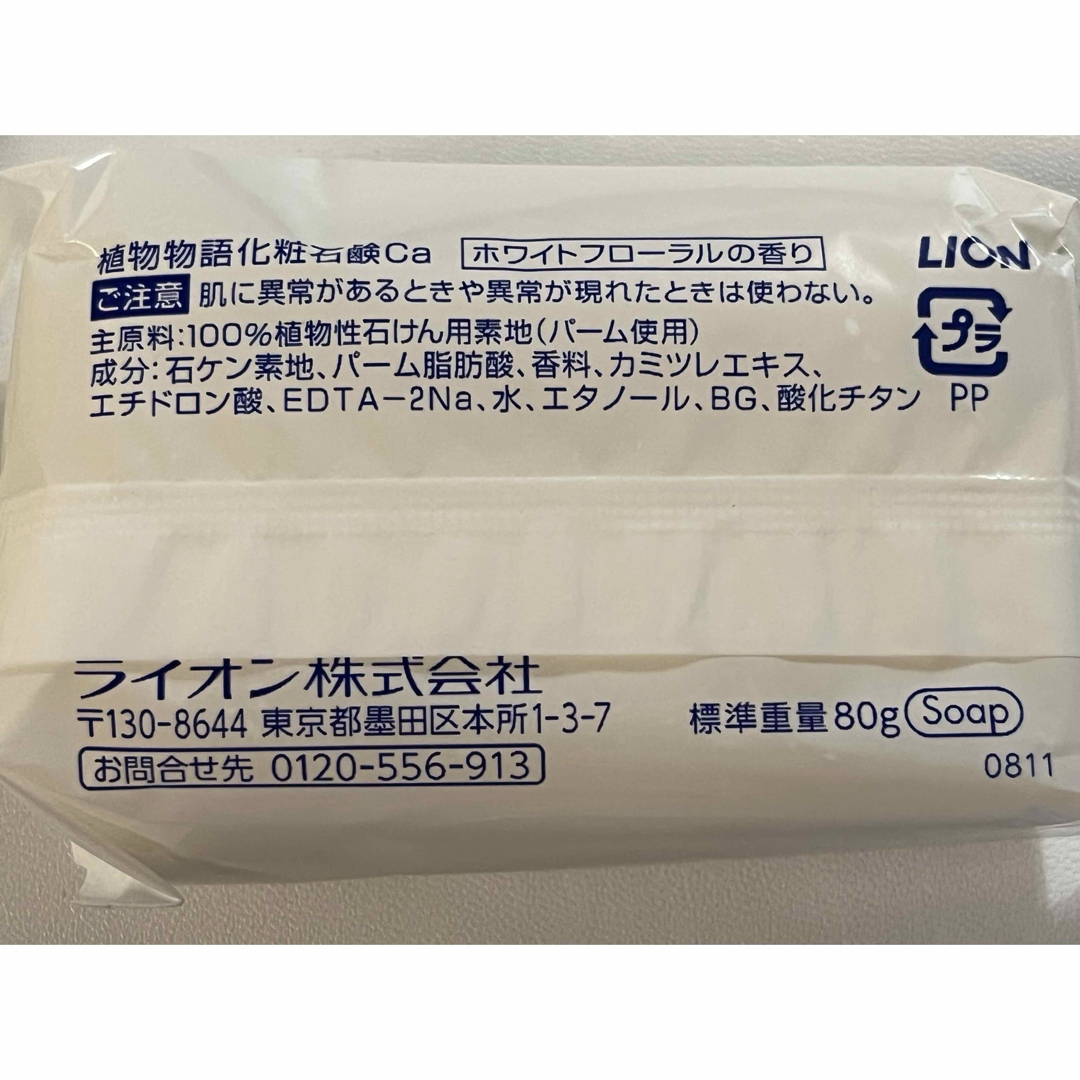 植物物語化粧石鹸Ca ホワイトフローラルの香り
LION
ご注意 肌に異常があるときや異常が現れたときは使わない。
主原料:100%植物性石けん用素地(パーム使用)
成分:石ケン素地、パーム脂肪酸、香料、カミツレエキス、
エチドロン酸、EDTA-2Na、水、エタノール、BG、酸化チタン
プラ
PP
ライオン株式会社
〒130-8644 東京都墨田区本所1-3-7
お問合せ先 0120-556-913
標準重量80g Soap
0811